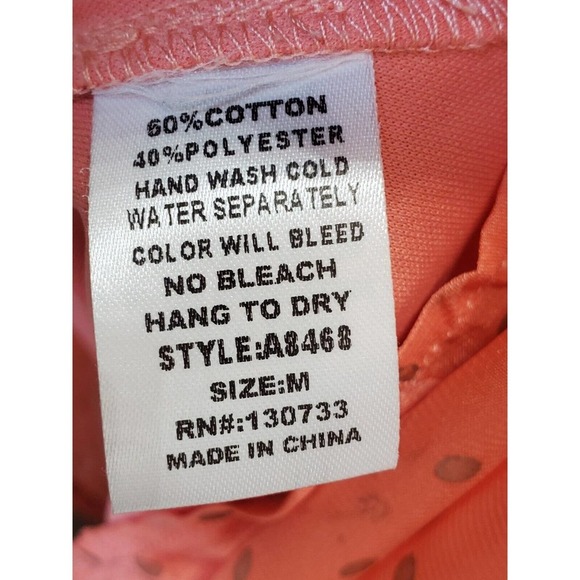 60%COTTON
40%POLYESTER
HAND WASH COLD
WATER SEPARATELY
COLOR WILL BLEED
NO BLEACH
HANG TO DRY
STYLE:A8468
SIZE:M
RN#:130733
MADE IN CHINA